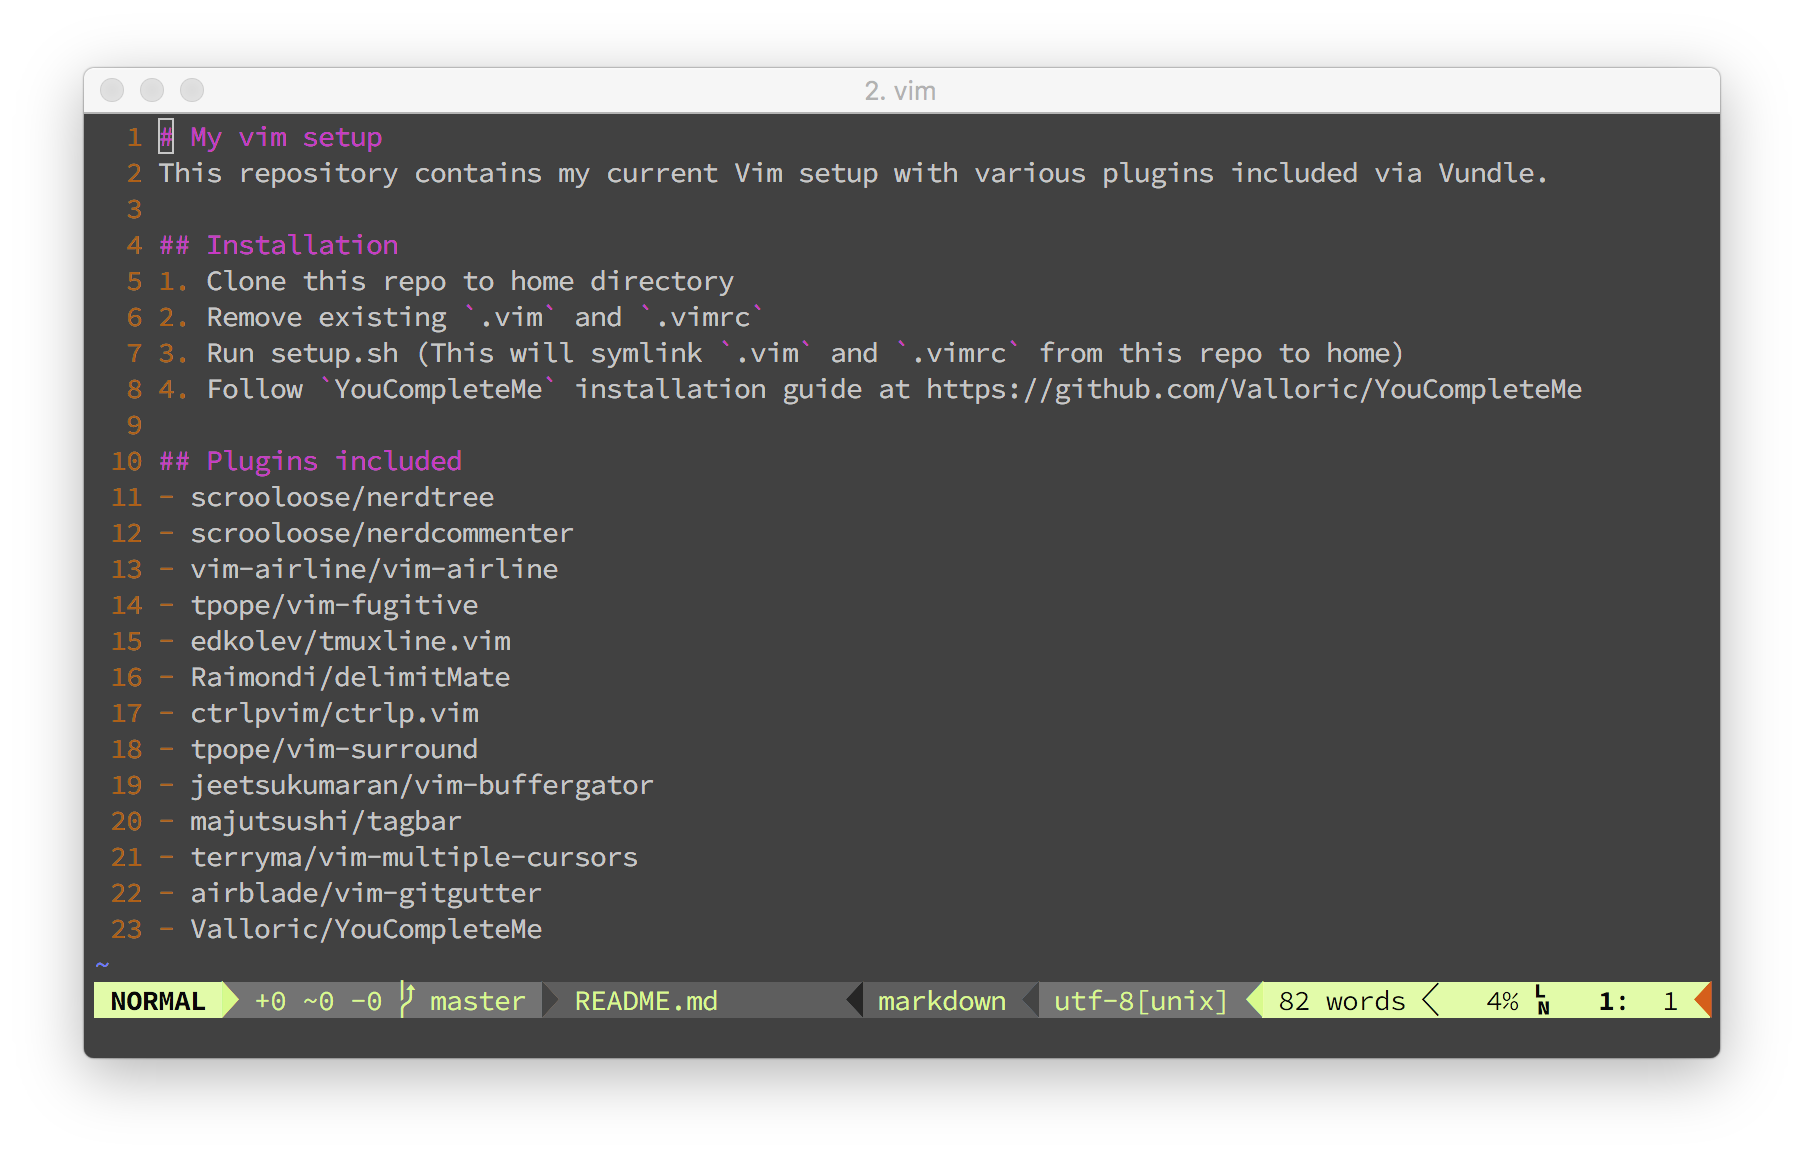 2. vim
1 # My vim setup
2 This repository contains my current Vim setup with various plugins included via Vundle.
3
4 ## Installation
5 1. Clone this repo to home directory
6 2. Remove existing `.vim` and `.vimrc`
7 3. Run setup.sh (This will symlink `.vim` and `.vimrc` from this repo to home)
8 4. Follow `YouCompleteMe` installation guide at https://github.com/Valloric/YouCompleteMe
9
10 ## Plugins included
11 - scrooloose/nerdtree
12 - scrooloose/nerdcommenter
13 - vim-airline/vim-airline
14 - tpope/vim-fugitive
15 - edkolev/tmuxline.vim
16 - Raimondi/delimitMate
17 - ctrlpvim/ctrlp.vim
18 - tpope/vim-surround
19 - jeetsukumaran/vim-buffergator
20 - majutsushi/tagbar
21 - terryma/vim-multiple-cursors
22 - airblade/vim-gitgutter
23 - Valloric/YouCompleteMe
~
NORMAL +0 ~0 -0 master README.md markdown utf-8[unix] 82 words 4% LN 1: 1